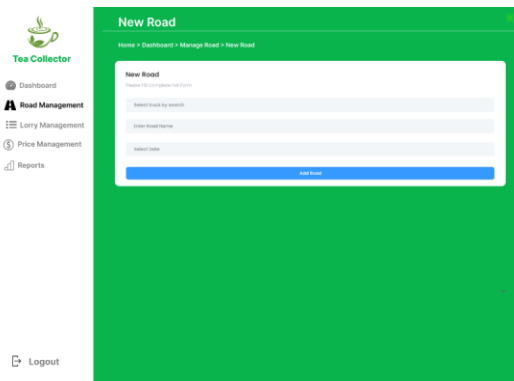 Tea Collector
Dashboard
Road Management
Lorry Management
Price Management
Reports
Logout
New Road
Home > Dashboard > Manage Road > New Road
New Road
Please Fill Complete Full Form
Select truck by search
Enter Road Name
Select Date
Add Road